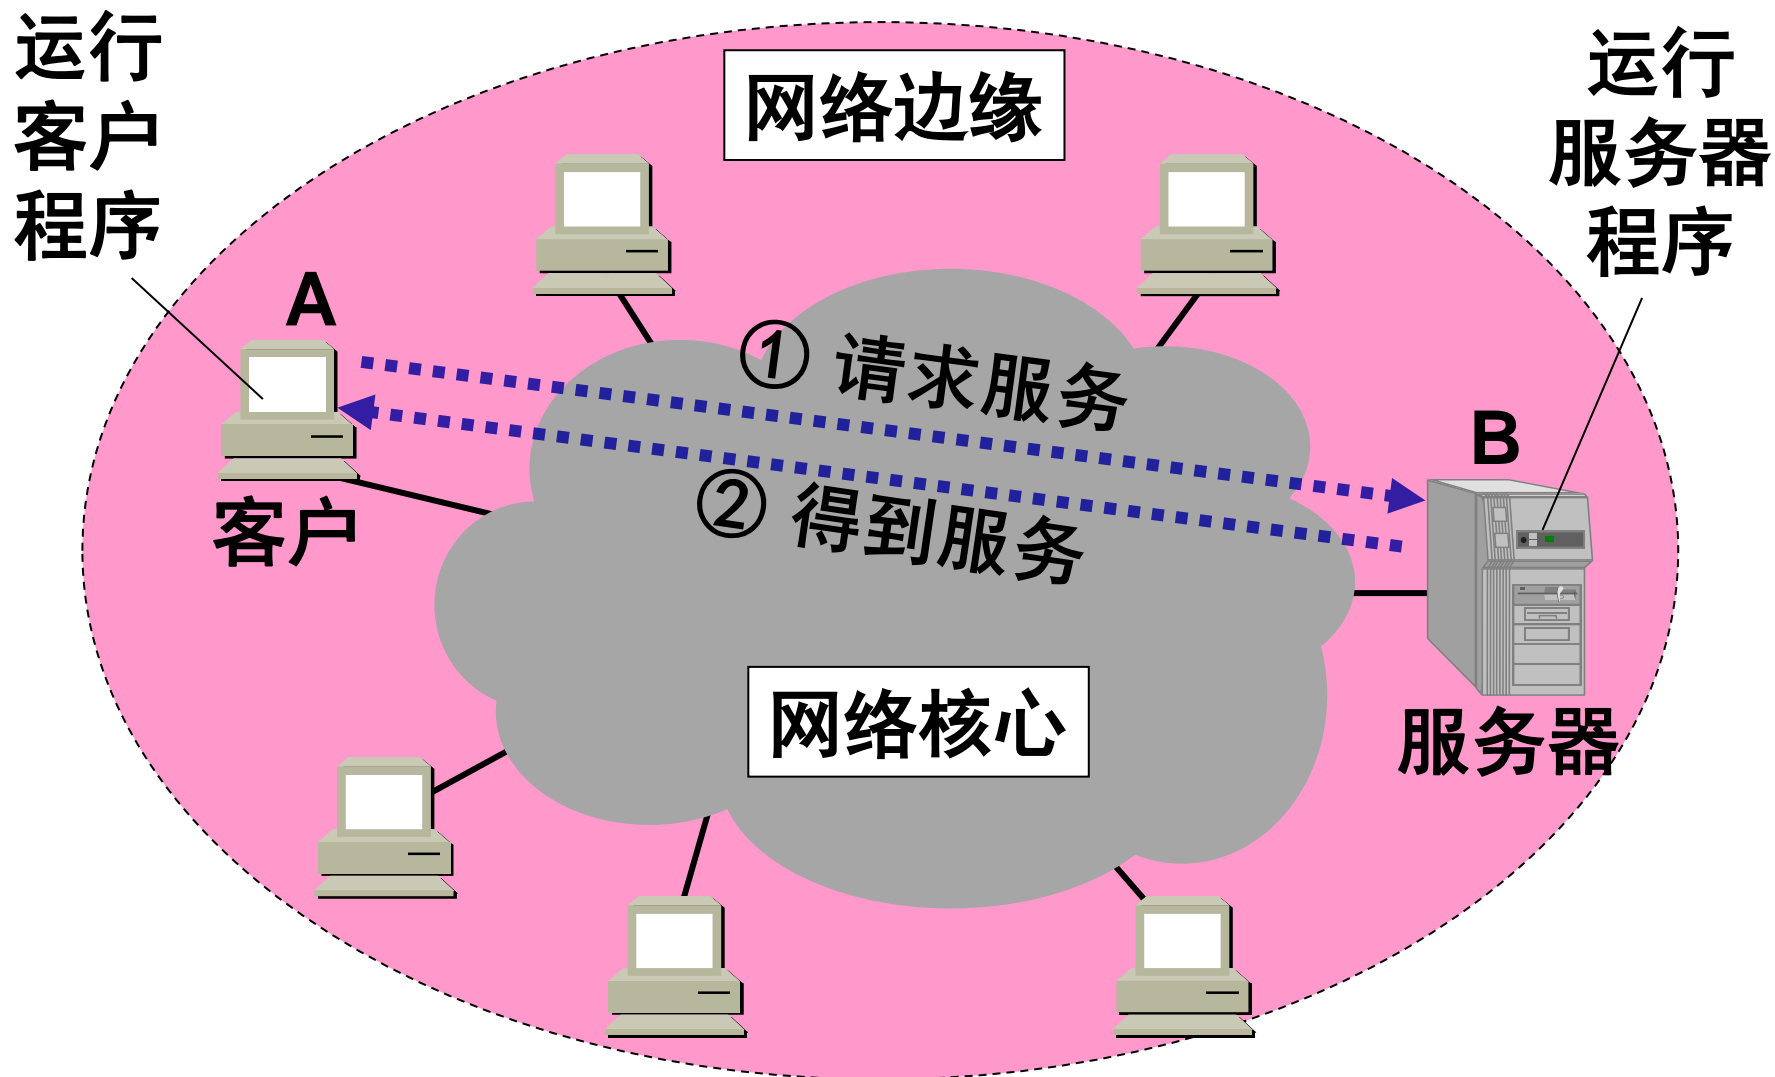 运行
客户
程序
网络边缘
运行
服务器
程序
A
① 请求服务
B
② 得到服务
客户
网络核心
服务器